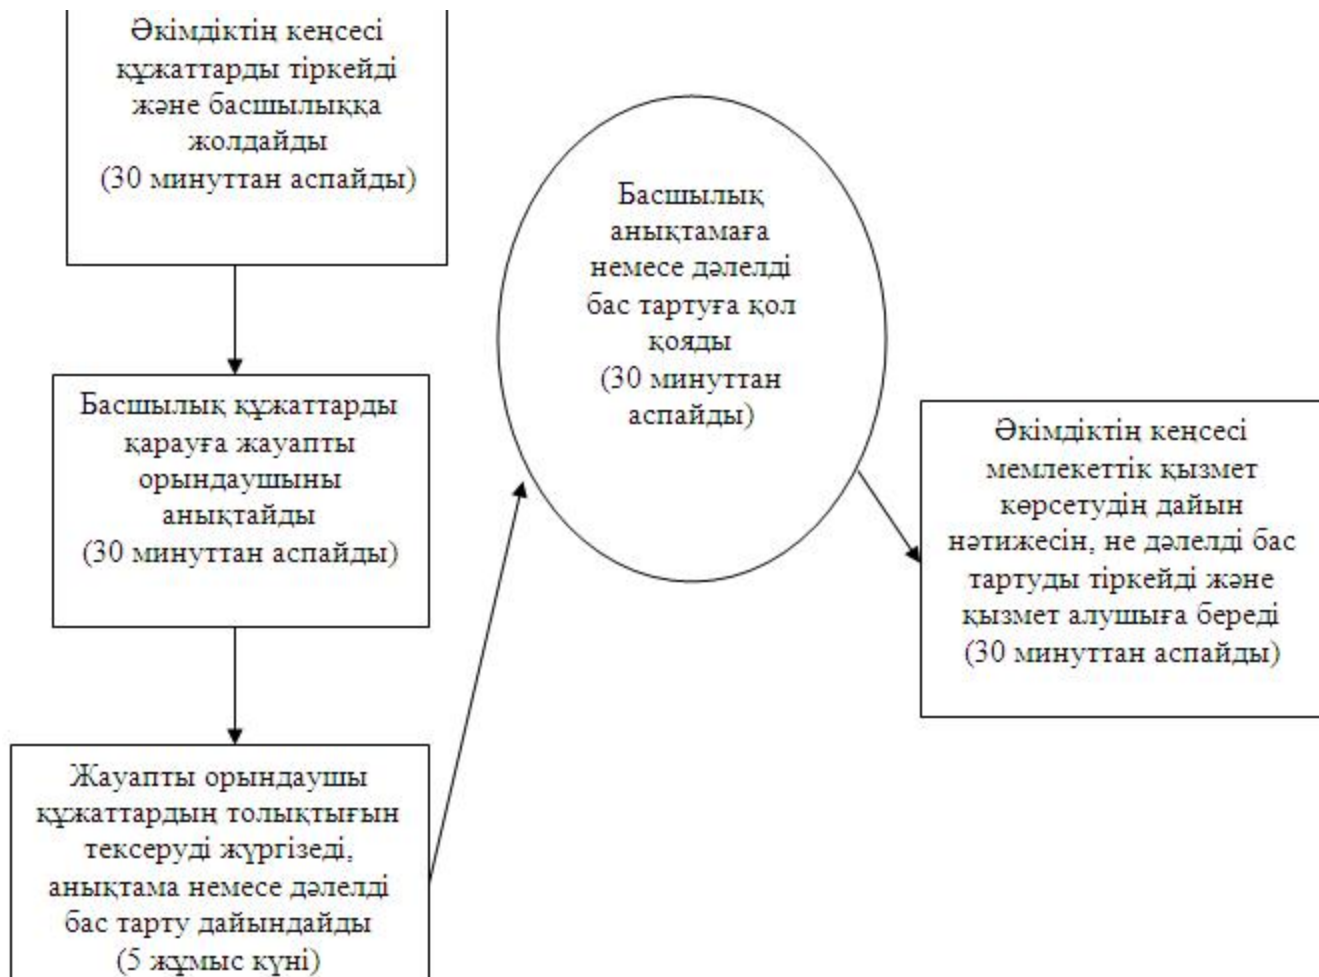 Әкімдіктің кеңсесі
құжаттарды тіркейді
және басшылыққа
жолдайды
(30 минуттан аспайды)
Басшылық құжаттарды
қарауға жауапты
орындаушыны
анықтайды
(30 минуттан аспайды)
Жауапты орындаушы
құжаттардың толықтығын
тексеруді жүргізеді,
анықтама немесе дәлелді
бас тарту дайындайды
(5 жұмыс күні)
Басшылық
анықтамаға
немесе дәлелді
бас тартуға қол
қояды
(30 минуттан
аспайды)
Әкімдіктің кеңсесі
мемлекеттік қызмет
көрсетудің дайын
нәтижесін, не дәлелді бас
тартуды тіркейді және
қызмет алушыға береді
(30 минуттан аспайды)